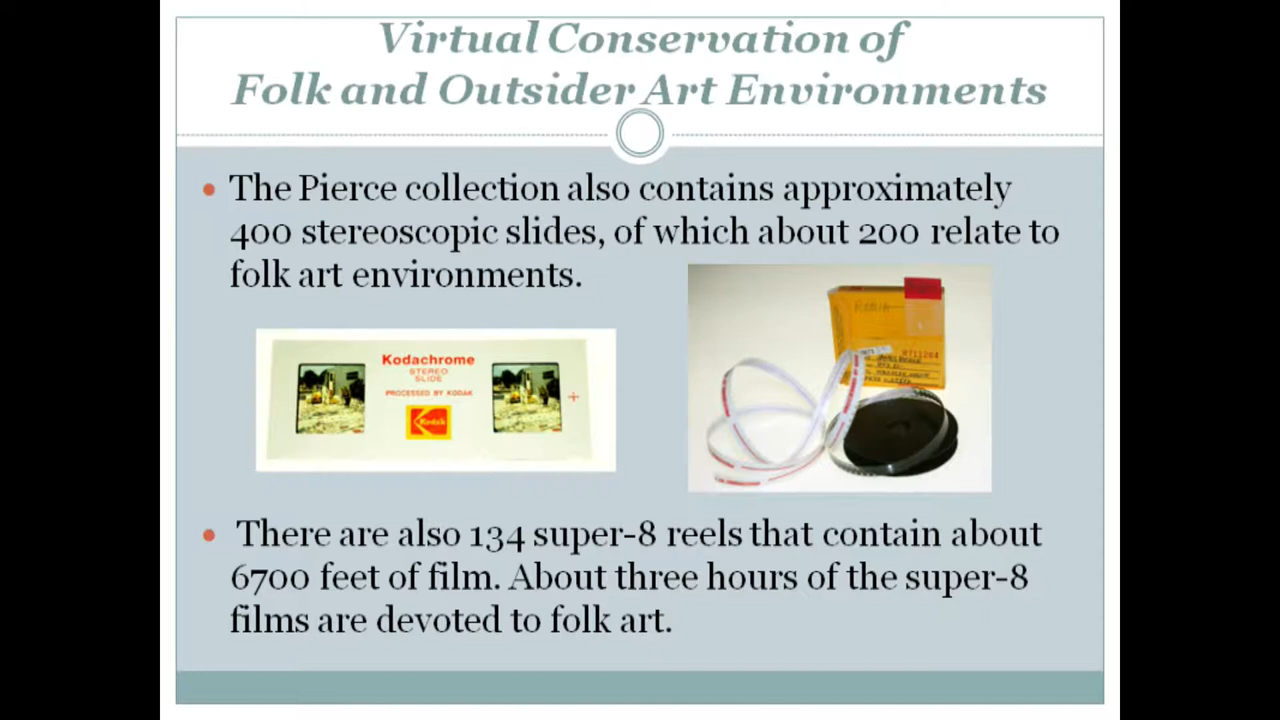 Virtual Conservation of
Folk and Outsider Art Environments
• The Pierce collection also contains approximately
400 stereoscopic slides, of which about 200 relate to
folk art environments.
Kodachrome
STEREO
SLIDE
PROCESSED BY KODAK
Kodak
• There are also 134 super-8 reels that contain about
6700 feet of film. About three hours of the super-8
films are devoted to folk art.